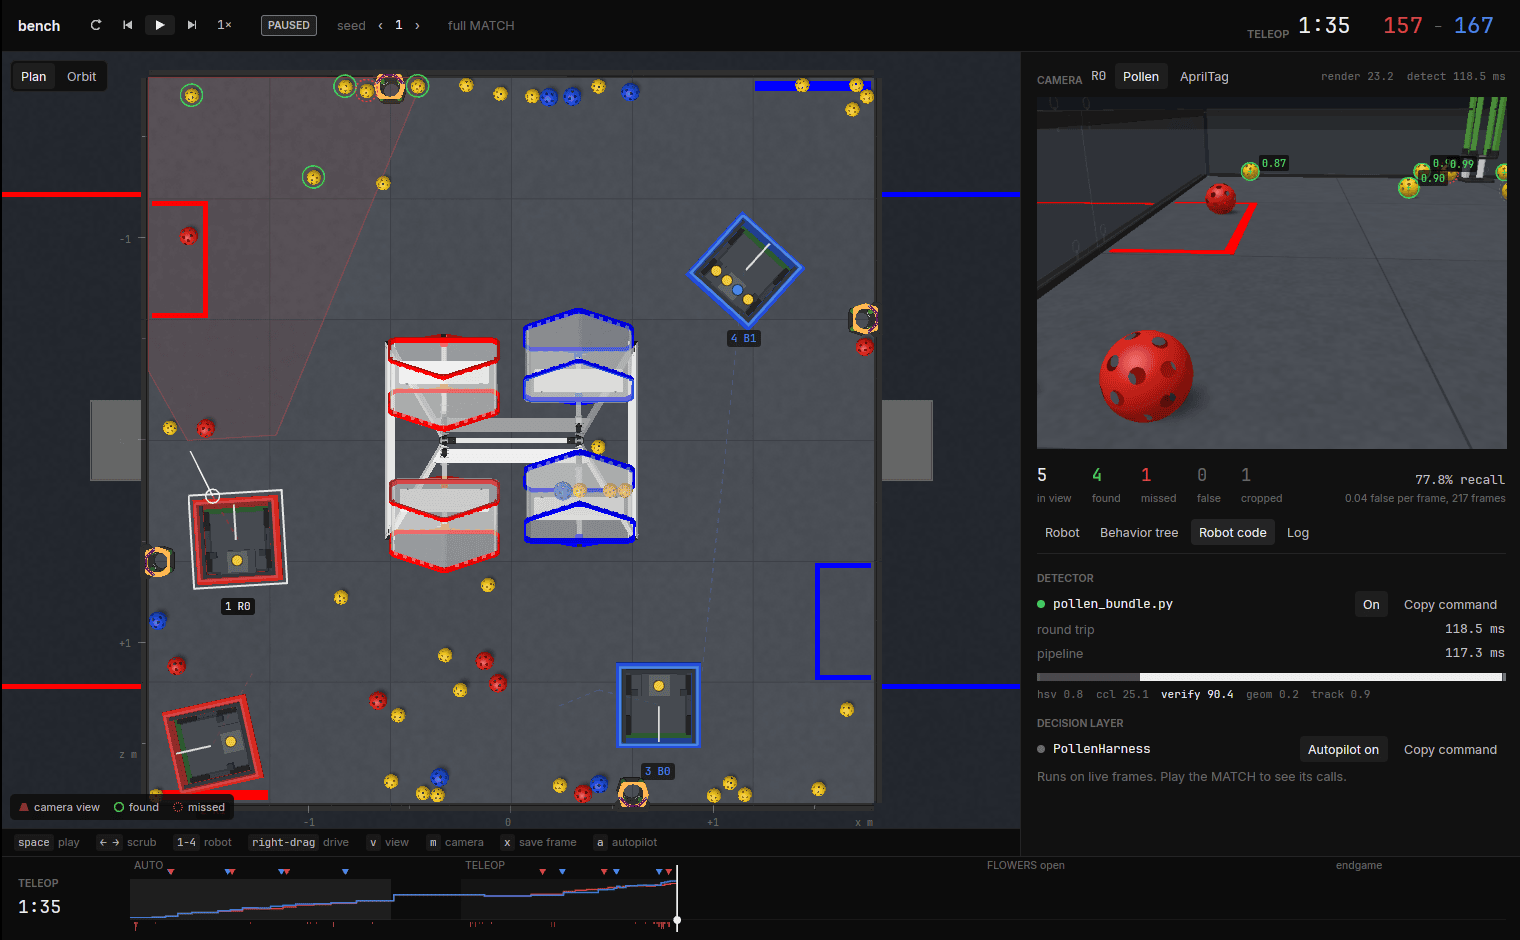 bench 1× PAUSED seed ‹ 1 › full MATCH TELEOP 1:35 157 – 167
Plan Orbit
CAMERA R0 Pollen AprilTag render 23.2 detect 118.5 ms
0.87
0.99
0.90
-1
4 B1
1 R0
+1
z m
3 B0
camera view found missed
-1 0 +1 x m
5 4 1 0 1 77.8% recall
in view found missed false cropped 0.04 false per frame, 217 frames
Robot Behavior tree Robot code Log
DETECTOR
pollen_bundle.py On Copy command
round trip 118.5 ms
pipeline 117.3 ms
hsv 0.8 ccl 25.1 verify 90.4 geom 0.2 track 0.9
DECISION LAYER
PollenHarness Autopilot on Copy command
Runs on live frames. Play the MATCH to see its calls.
space play ← → scrub 1-4 robot right-drag drive v view m camera x save frame a autopilot
AUTO TELEOP FLOWERS open endgame
TELEOP
1:35